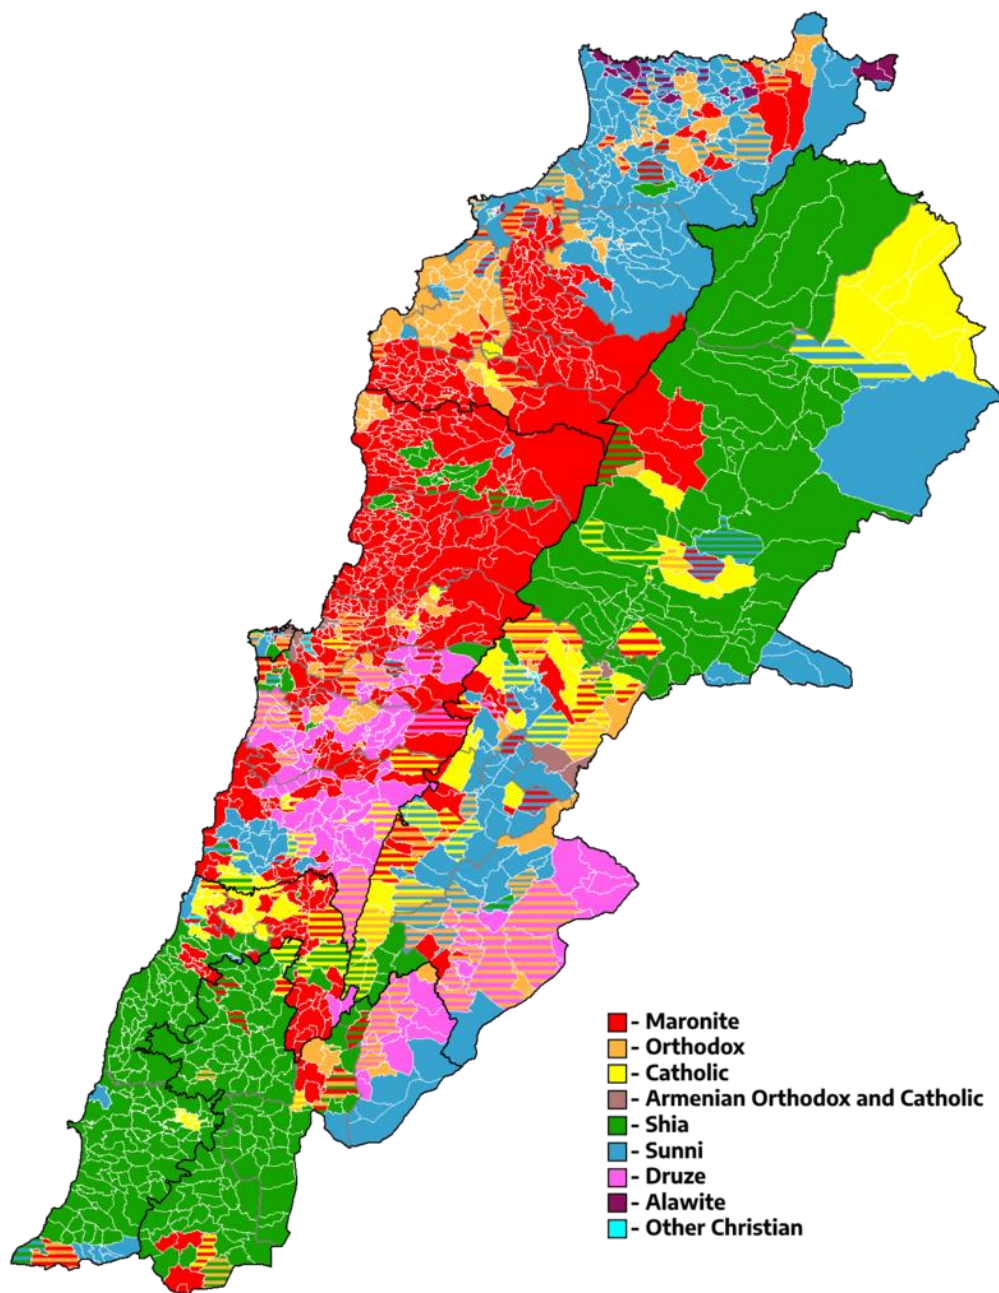 - Maronite
- Orthodox
- Catholic
- Armenian Orthodox and Catholic
- Shia
- Sunni
- Druze
- Alawite
- Other Christian